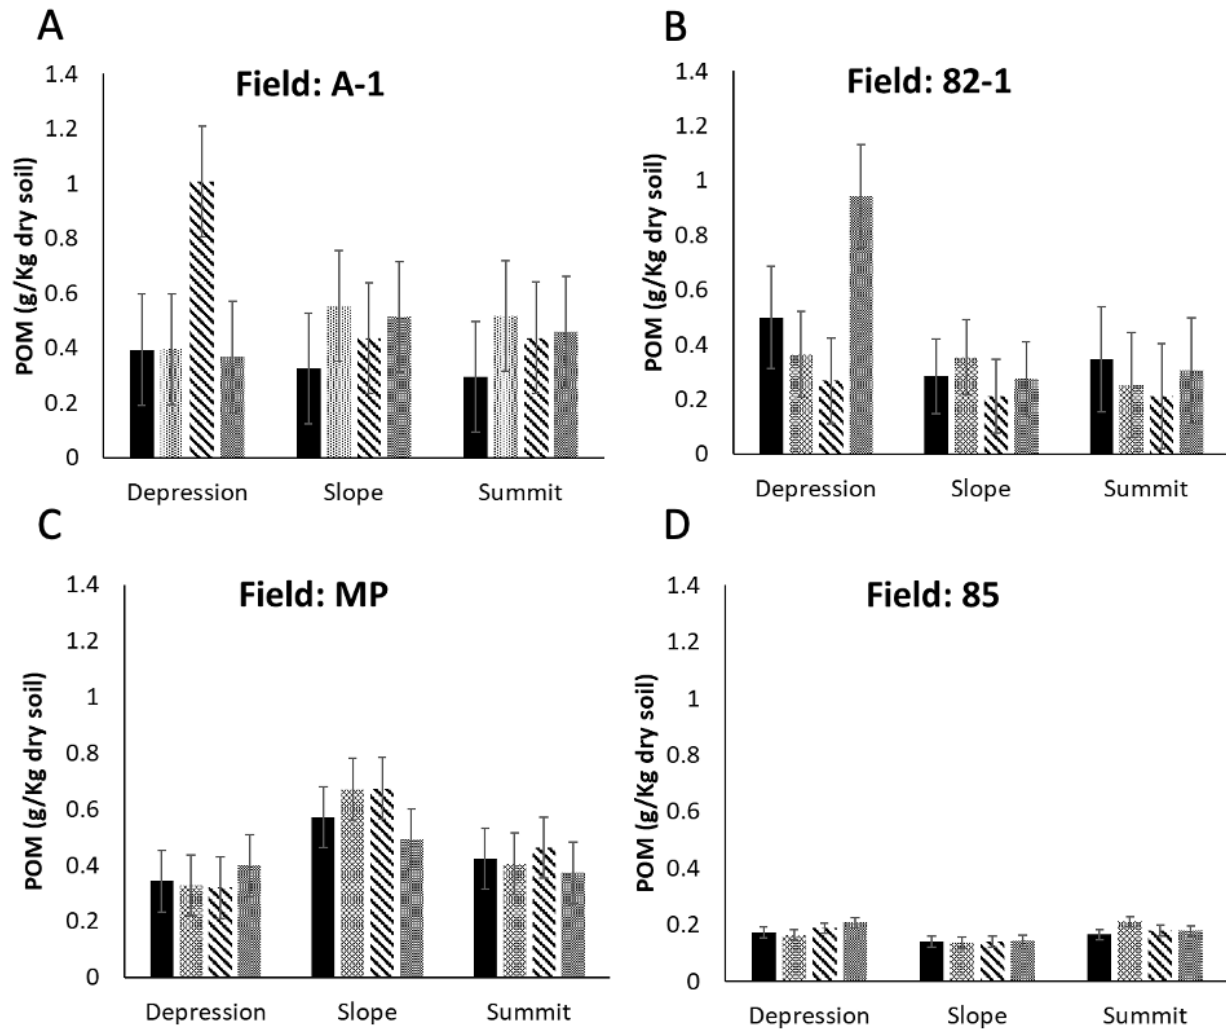 A
Field: A-1
POM (g/Kg dry soil)
1.4
1.2
1
0.8
0.6
0.4
0.2
0
Depression Slope Summit
B
Field: 82-1
POM (g/Kg dry soil)
1.4
1.2
1
0.8
0.6
0.4
0.2
0
Depression Slope Summit
C
Field: MP
POM (g/Kg dry soil)
1.4
1.2
1
0.8
0.6
0.4
0.2
0
Depression Slope Summit
D
Field: 85
POM (g/Kg dry soil)
1.4
1.2
1
0.8
0.6
0.4
0.2
0
Depression Slope Summit